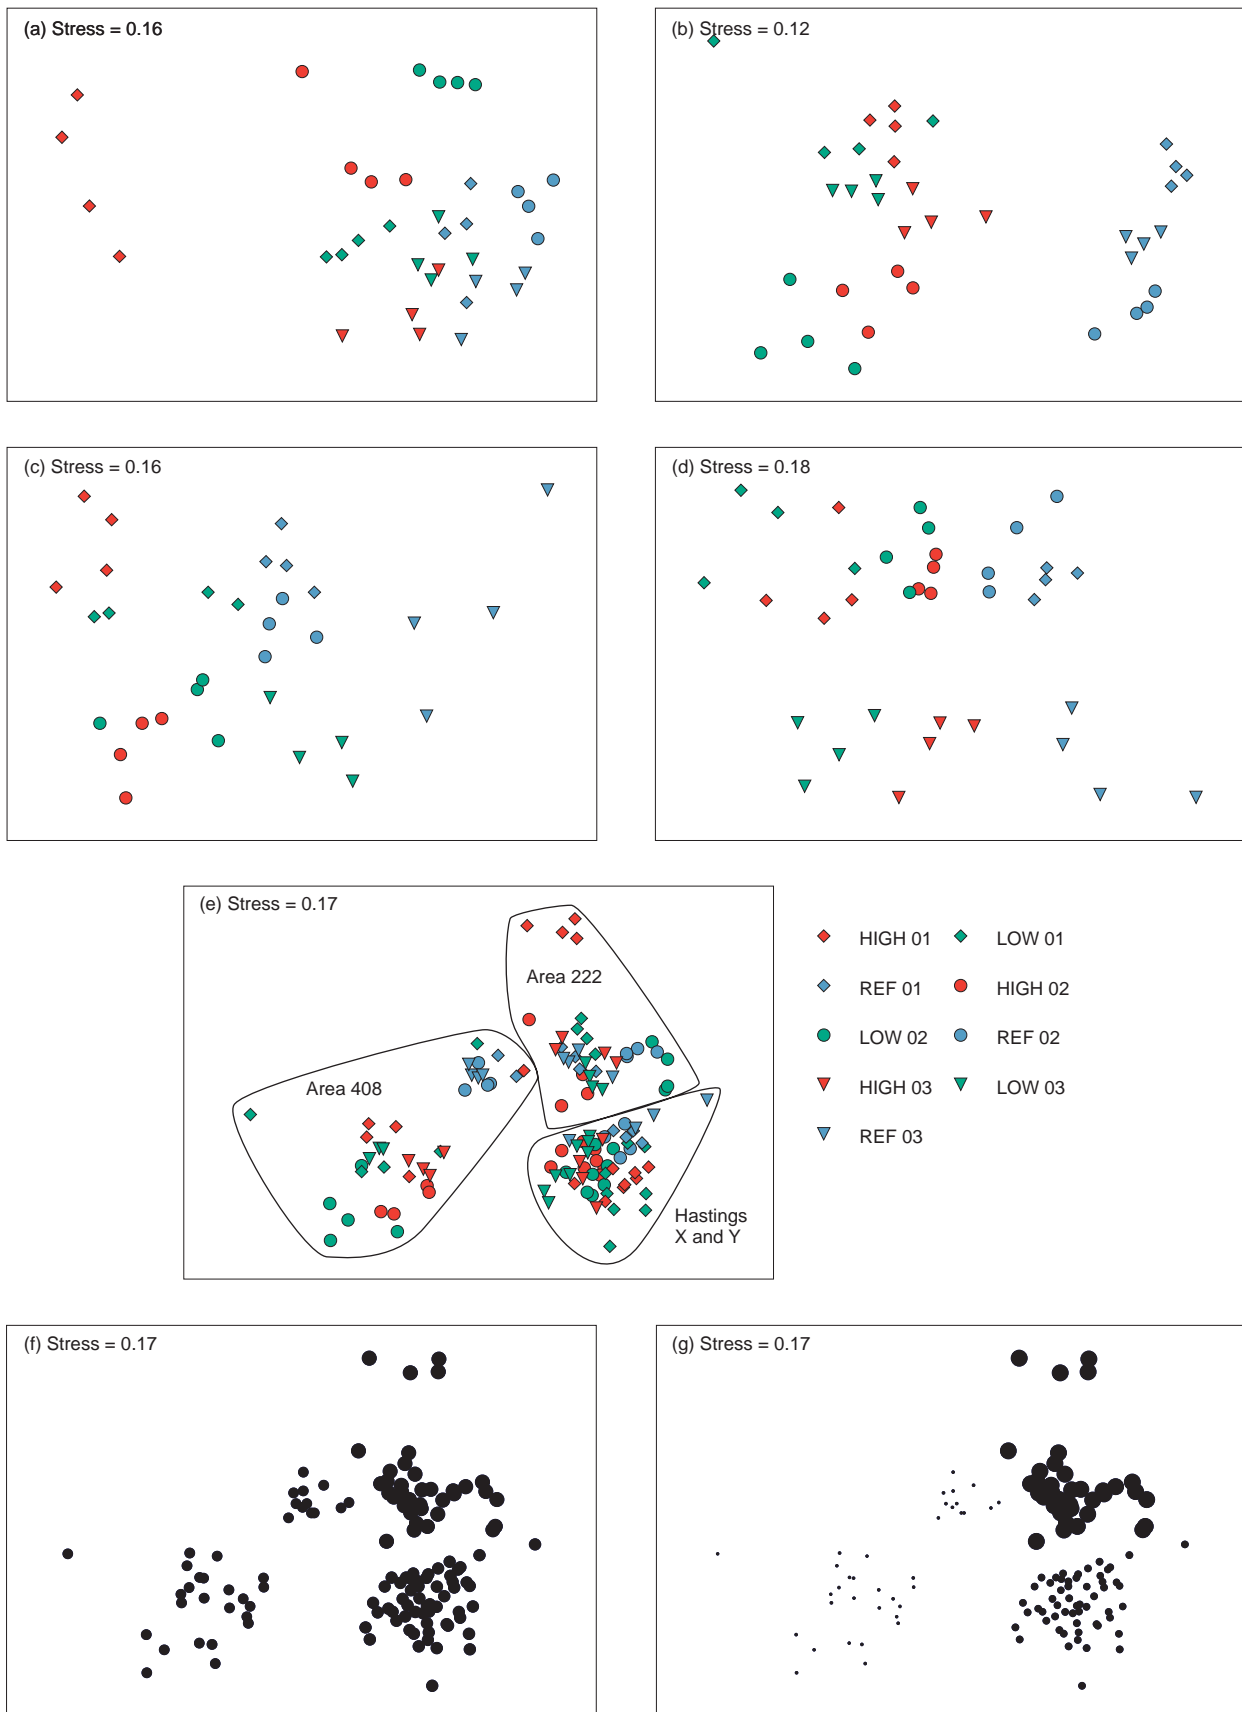 (a) Stress = 0.16
(b) Stress = 0.12
(c) Stress = 0.16
(d) Stress = 0.18
(e) Stress = 0.17
Area 222
Area 408
Hastings
X and Y
HIGH 01
LOW 01
REF 01
HIGH 02
LOW 02
REF 02
HIGH 03
LOW 03
REF 03
(f) Stress = 0.17
(g) Stress = 0.17